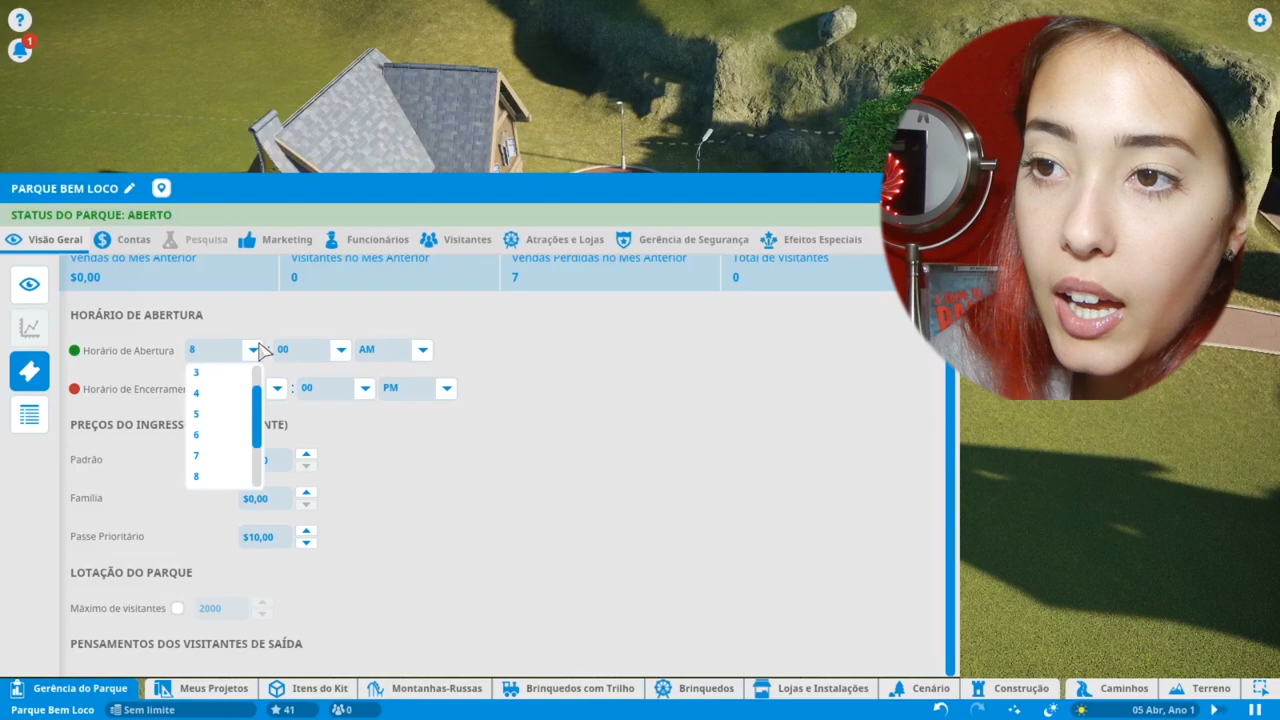 ?
1
PARQUE BEM LOCO
STATUS DO PARQUE: ABERTO
Visão Geral Contas Pesquisa Marketing Funcionários Visitantes Atrações e Lojas Gerência de Segurança Efeitos Especiais
Vendas do Mês Anterior Visitantes no Mês Anterior Vendas Perdidas no Mês Anterior Total de Visitantes
$0,00 0 7 0
HORÁRIO DE ABERTURA
Horário de Abertura 8 00 AM
3
Horário de : 00 PM
4
5
PREÇOS DO
6
Padrão
7
8
Família $0,00
Passe Prioritário $10,00
LOTAÇÃO DO PARQUE
Máximo de visitantes 2000
PENSAMENTOS DOS VISITANTES DE SAÍDA
Gerência do Parque Meus Projetos Itens do Kit Montanhas-Russas Brinquedos com Trilho Brinquedos Lojas e Instalações Cenário Construção Caminhos Terreno
Parque Bem Loco Sem limite 41 0 05 Abr, Ano 1